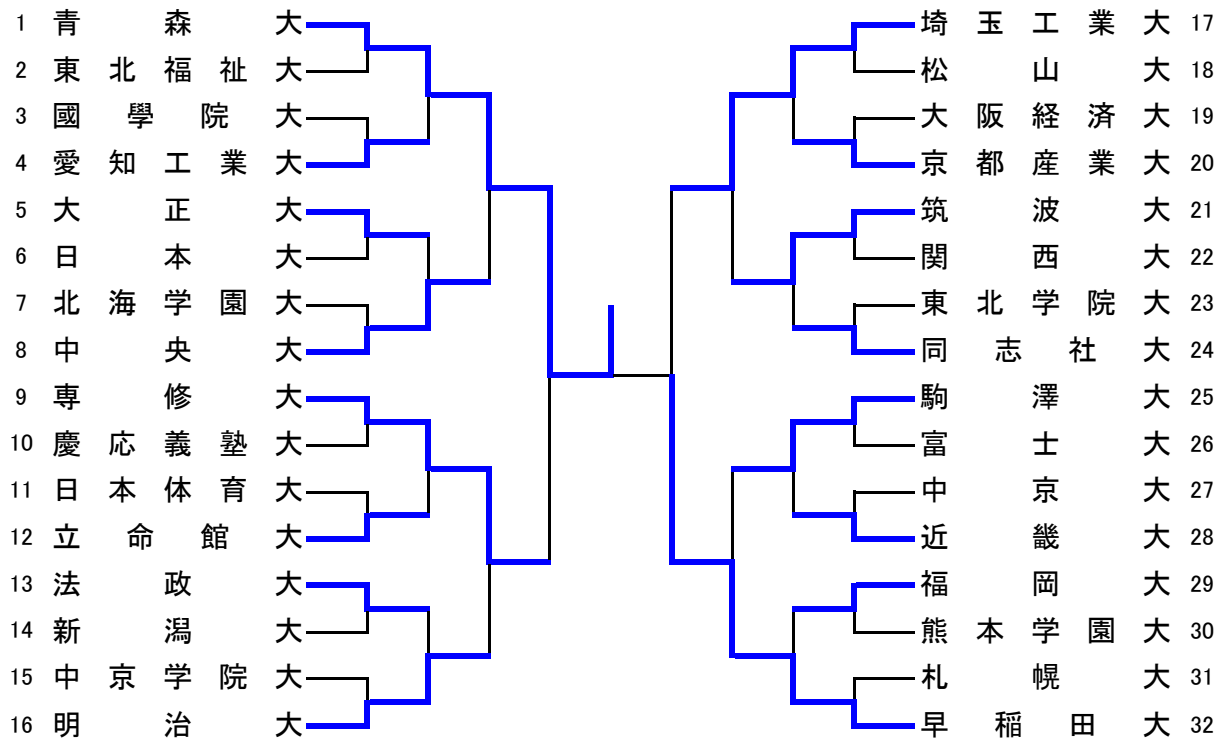 1 青森大
2 東北福祉大
3 國學院大
4 愛知工業大
5 大正大
6 日本大
7 北海学園大
8 中央大
9 専修大
10 慶応義塾大
11 日本体育大
12 立命館大
13 法政大
14 新潟大
15 中京学院大
16 明治大
埼玉工業大 17
松山大 18
大阪経済大 19
京都産業大 20
筑波大 21
関西大 22
東北学院大 23
同志社大 24
駒澤大 25
富士大 26
中京大 27
近畿大 28
福岡大 29
熊本学園大 30
札幌大 31
早稲田大 32